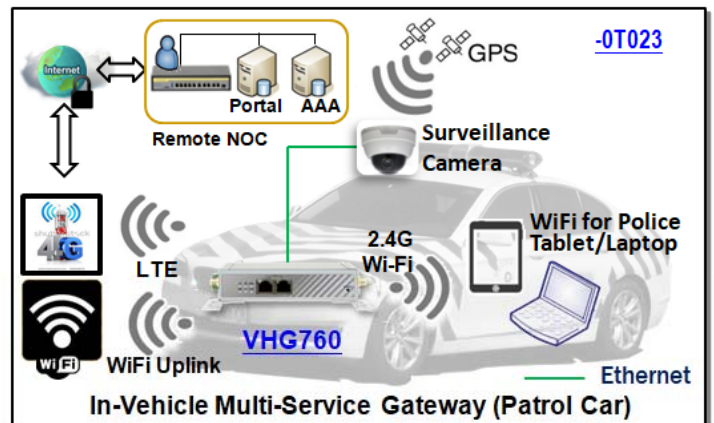 -0T023
GPS
Internet
Portal
AAA
Remote NOC
Surveillance
Camera
4G
LTE
2.4G
Wi-Fi
WiFi for Police
Tablet/Laptop
VHG760
WiFi
WiFi Uplink
Ethernet
In-Vehicle Multi-Service Gateway (Patrol Car)